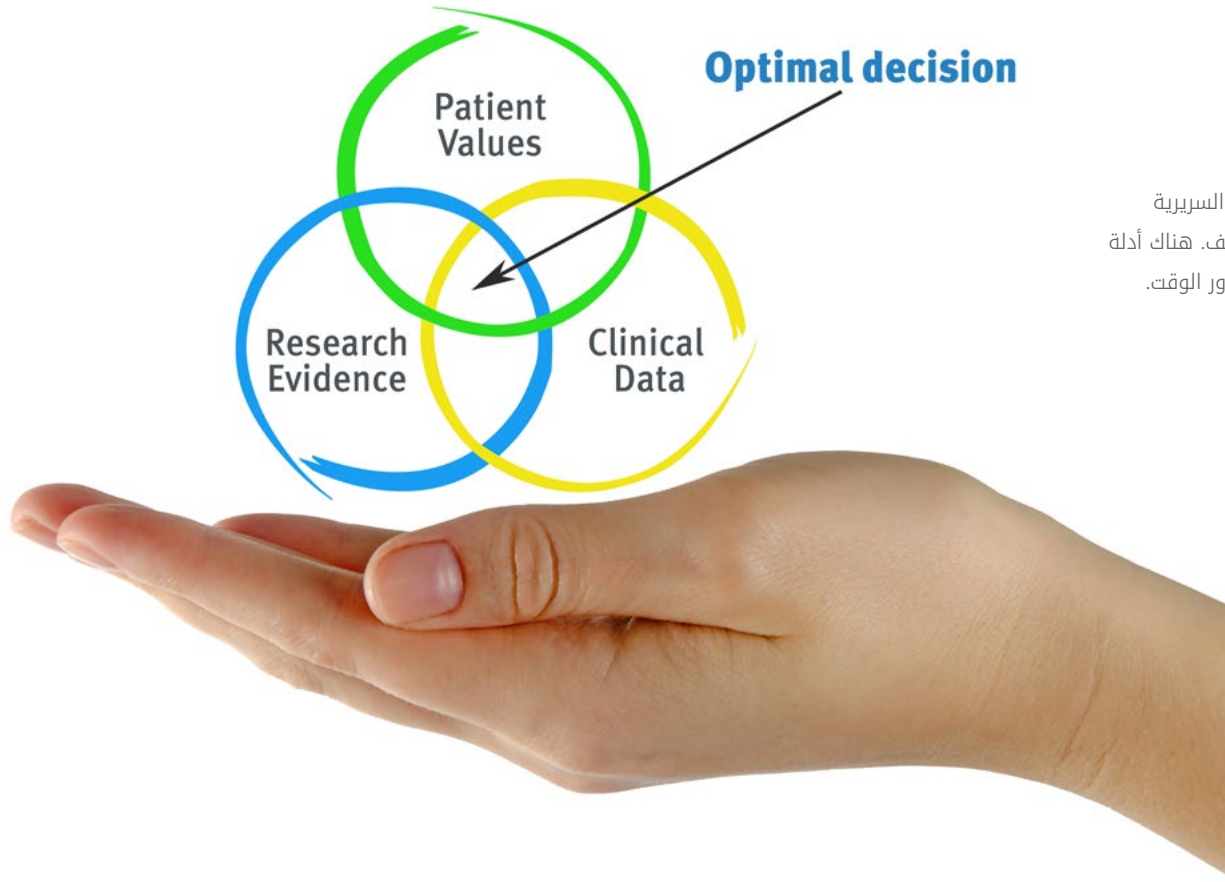 Optimal decision
Patient
Values
السريرية
هناك أدلة
الوقت.
Research
Evidence
Clinical
Data